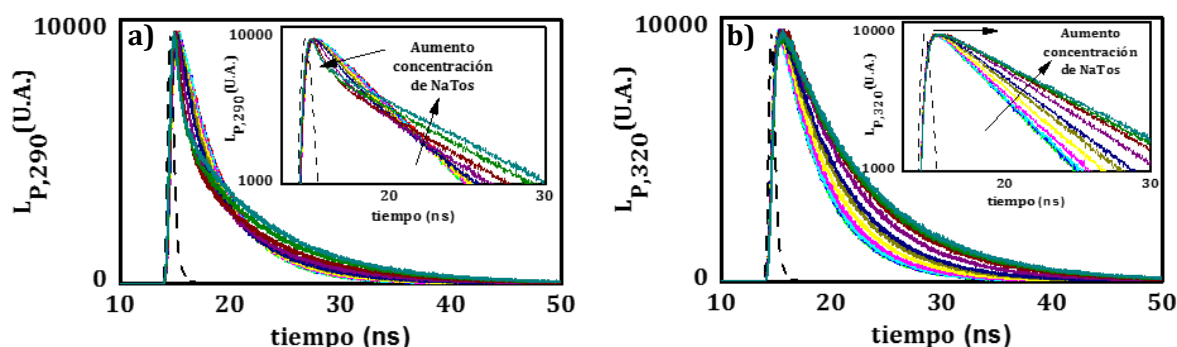 a)
10000
0
L P,290 (U.A.)
10 20 30 40 50
tiempo (ns)
10000
1000
L P,290 (U.A.)
20 30
tiempo (ns)
Aumento
concentración
de NaTos
b)
10000
0
L P,320 (U.A.)
10 20 30 40 50
tiempo (ns)
10000
1000
L P,320 (U.A.)
20 30
tiempo (ns)
Aumento
concentración
de NaTos